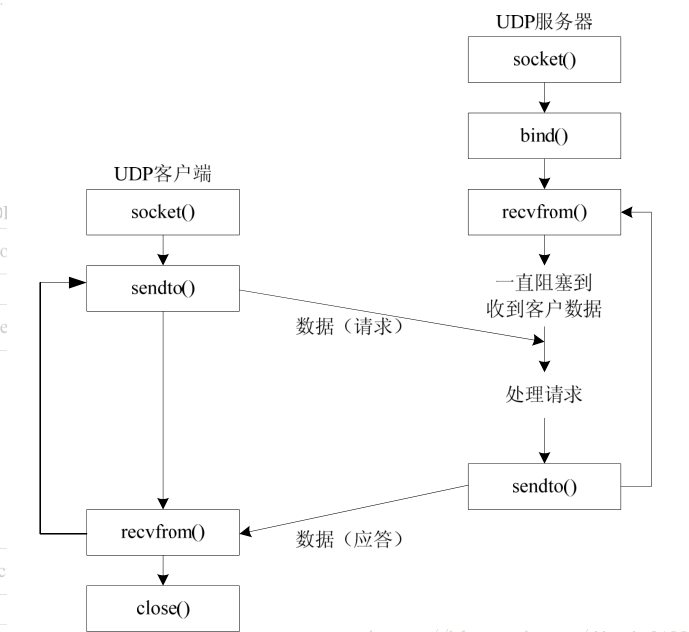 UDP服务器
socket()
bind()
recvfrom()
一直阻塞到
收到客户数据
处理请求
sendto()
UDP客户端
socket()
sendto()
数据（请求）
recvfrom()
数据（应答）
close()